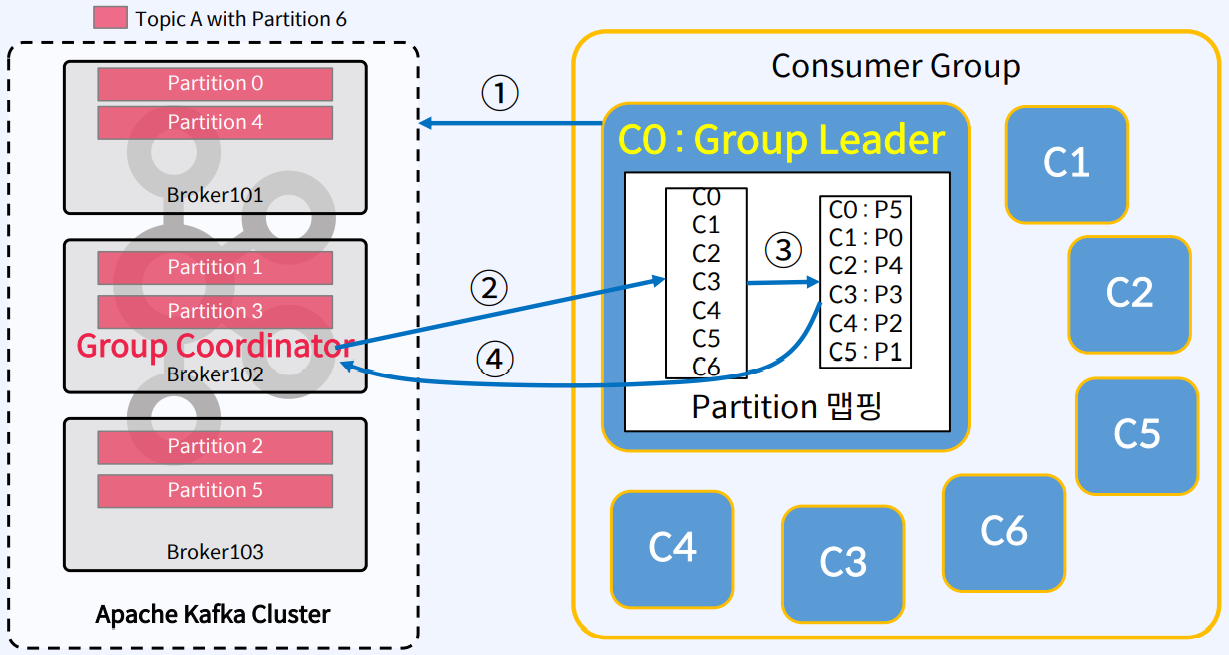 Topic A with Partition 6
Partition 0
Partition 4
Broker101
Partition 1
Partition 3
Group Coordinator
Broker102
Partition 2
Partition 5
Broker103
Apache Kafka Cluster
①
②
③
④
Consumer Group
C0 : Group Leader
C0
C1
C2
C3
C4
C5
C6
C0 : P5
C1 : P0
C2 : P4
C3 : P3
C4 : P2
C5 : P1
Partition 맵핑
C1
C2
C5
C6
C3
C4